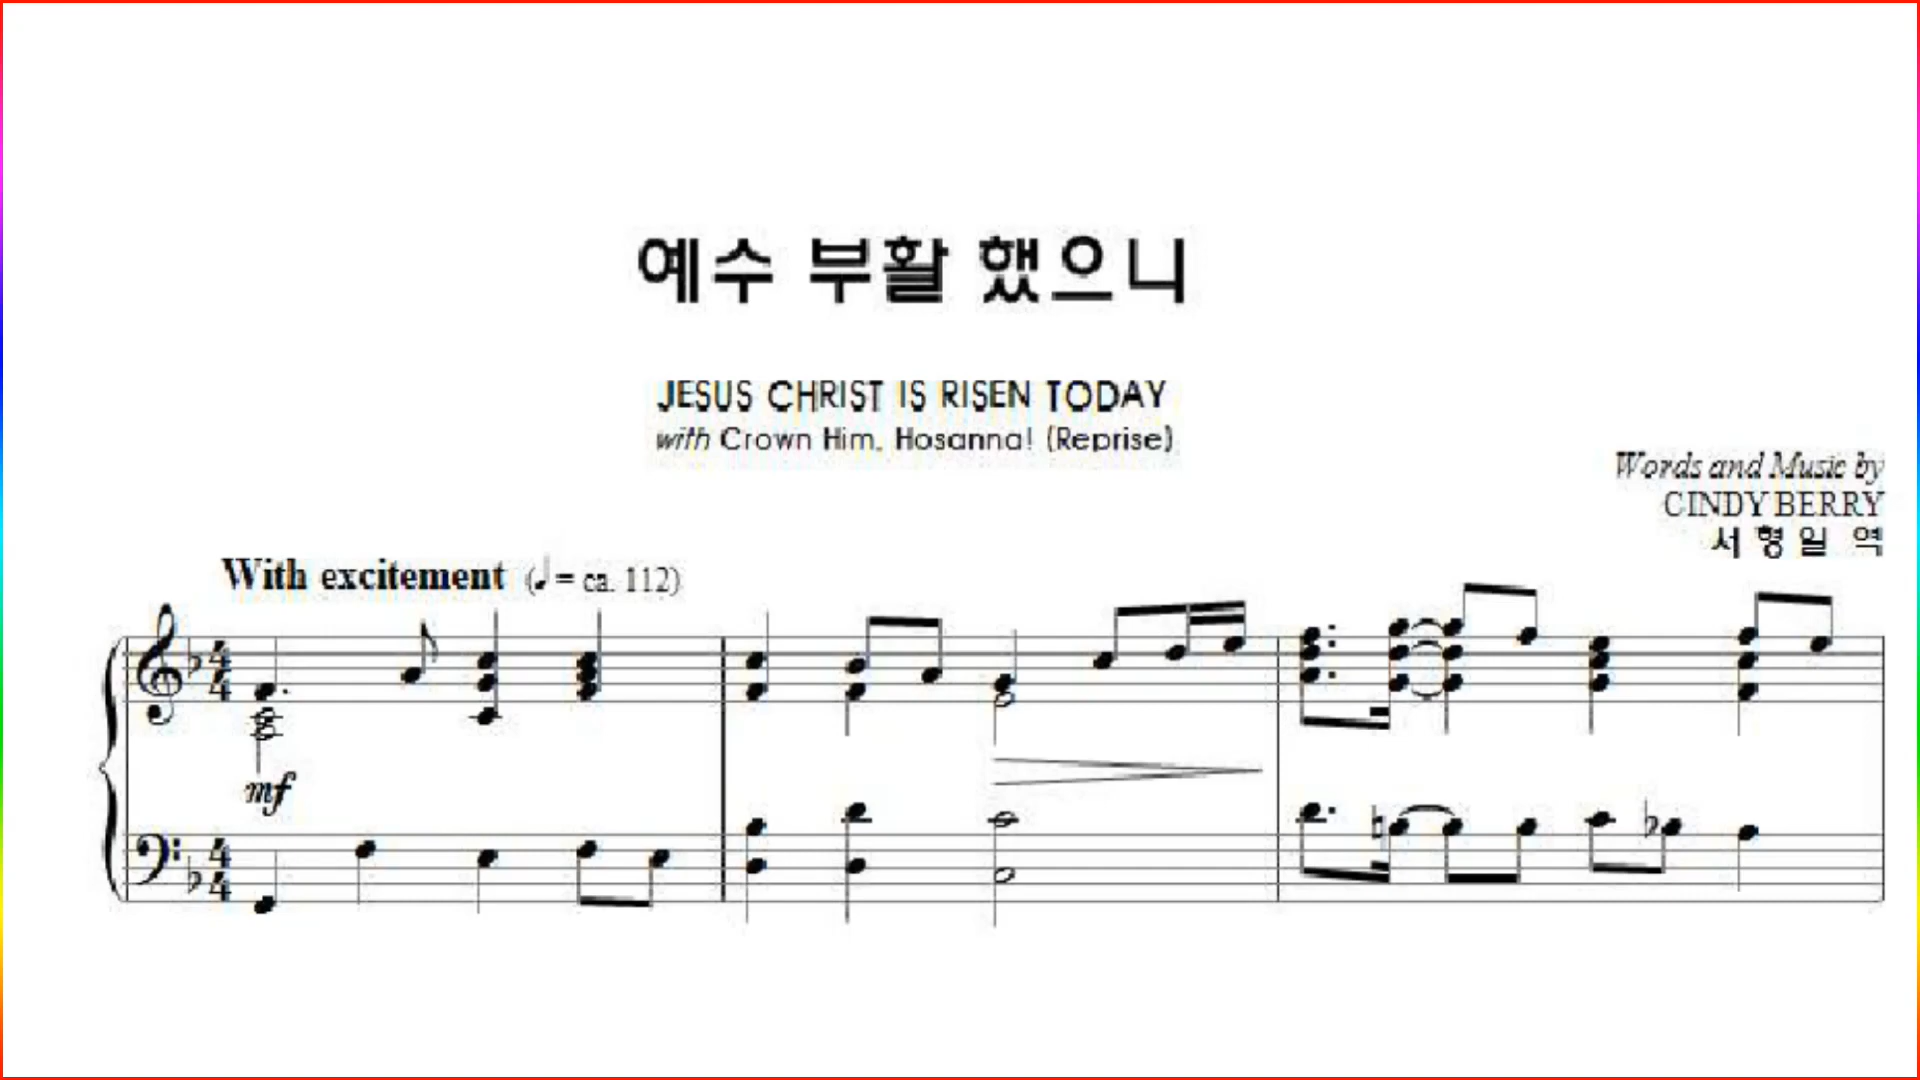 예수 부활 했으니
JESUS CHRIST IS RISEN TODAY
with Crown Him, Hosanna! (Reprise)
Words and Music by
CINDY BERRY
서형일 역
With excitement (♩= ca. 112)
mf